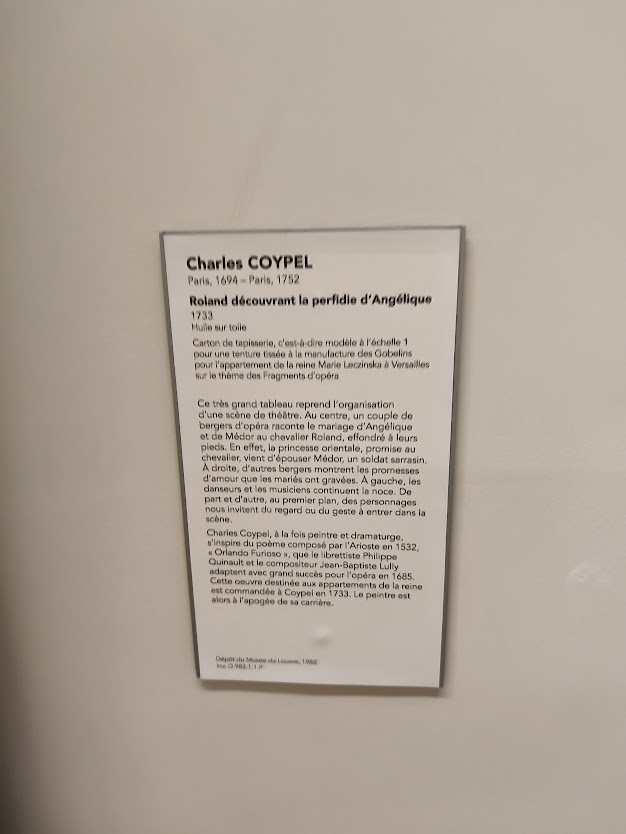 Charles COYPEL
Paris, 1694 – Paris, 1752
Roland découvrant la perfidie d'Angélique
1733
Huile sur toile
Carton de tapisserie, c'est-à-dire modèle à l'échelle 1
pour une tenture tissée à la manufacture des Gobelins
pour l'appartement de la reine Marie Leczinska à Versailles
sur le thème des Fragments d'opéra
Ce très grand tableau reprend l'organisation
d'une scène de théâtre. Au centre, un couple de
bergers d'opéra raconte le mariage d'Angélique
et de Médor au chevalier Roland, effondré à leurs
pieds. En effet, la princesse orientale, promise au
chevalier, vient d'épouser Médor, un soldat sarrasin.
À droite, d'autres bergers montrent les promesses
d'amour que les mariés ont gravées. À gauche, les
danseurs et les musiciens continuent la noce. De
part et d'autre, au premier plan, des personnages
nous invitent du regard ou du geste à entrer dans la
scène.
Charles Coypel, à la fois peintre et dramaturge,
s'inspire du poème composé par l'Arioste en 1532,
« Orlando Furioso », que le librettiste Philippe
Quinault et le compositeur Jean-Baptiste Lully
adaptent avec grand succès pour l'opéra en 1685.
Cette oeuvre destinée aux appartements de la reine
est commandée à Coypel en 1733. Le peintre est
alors à l'apogée de sa carrière.
Dépôt du Musée du Louvre, 1982
Inv.D.982.1.1.P